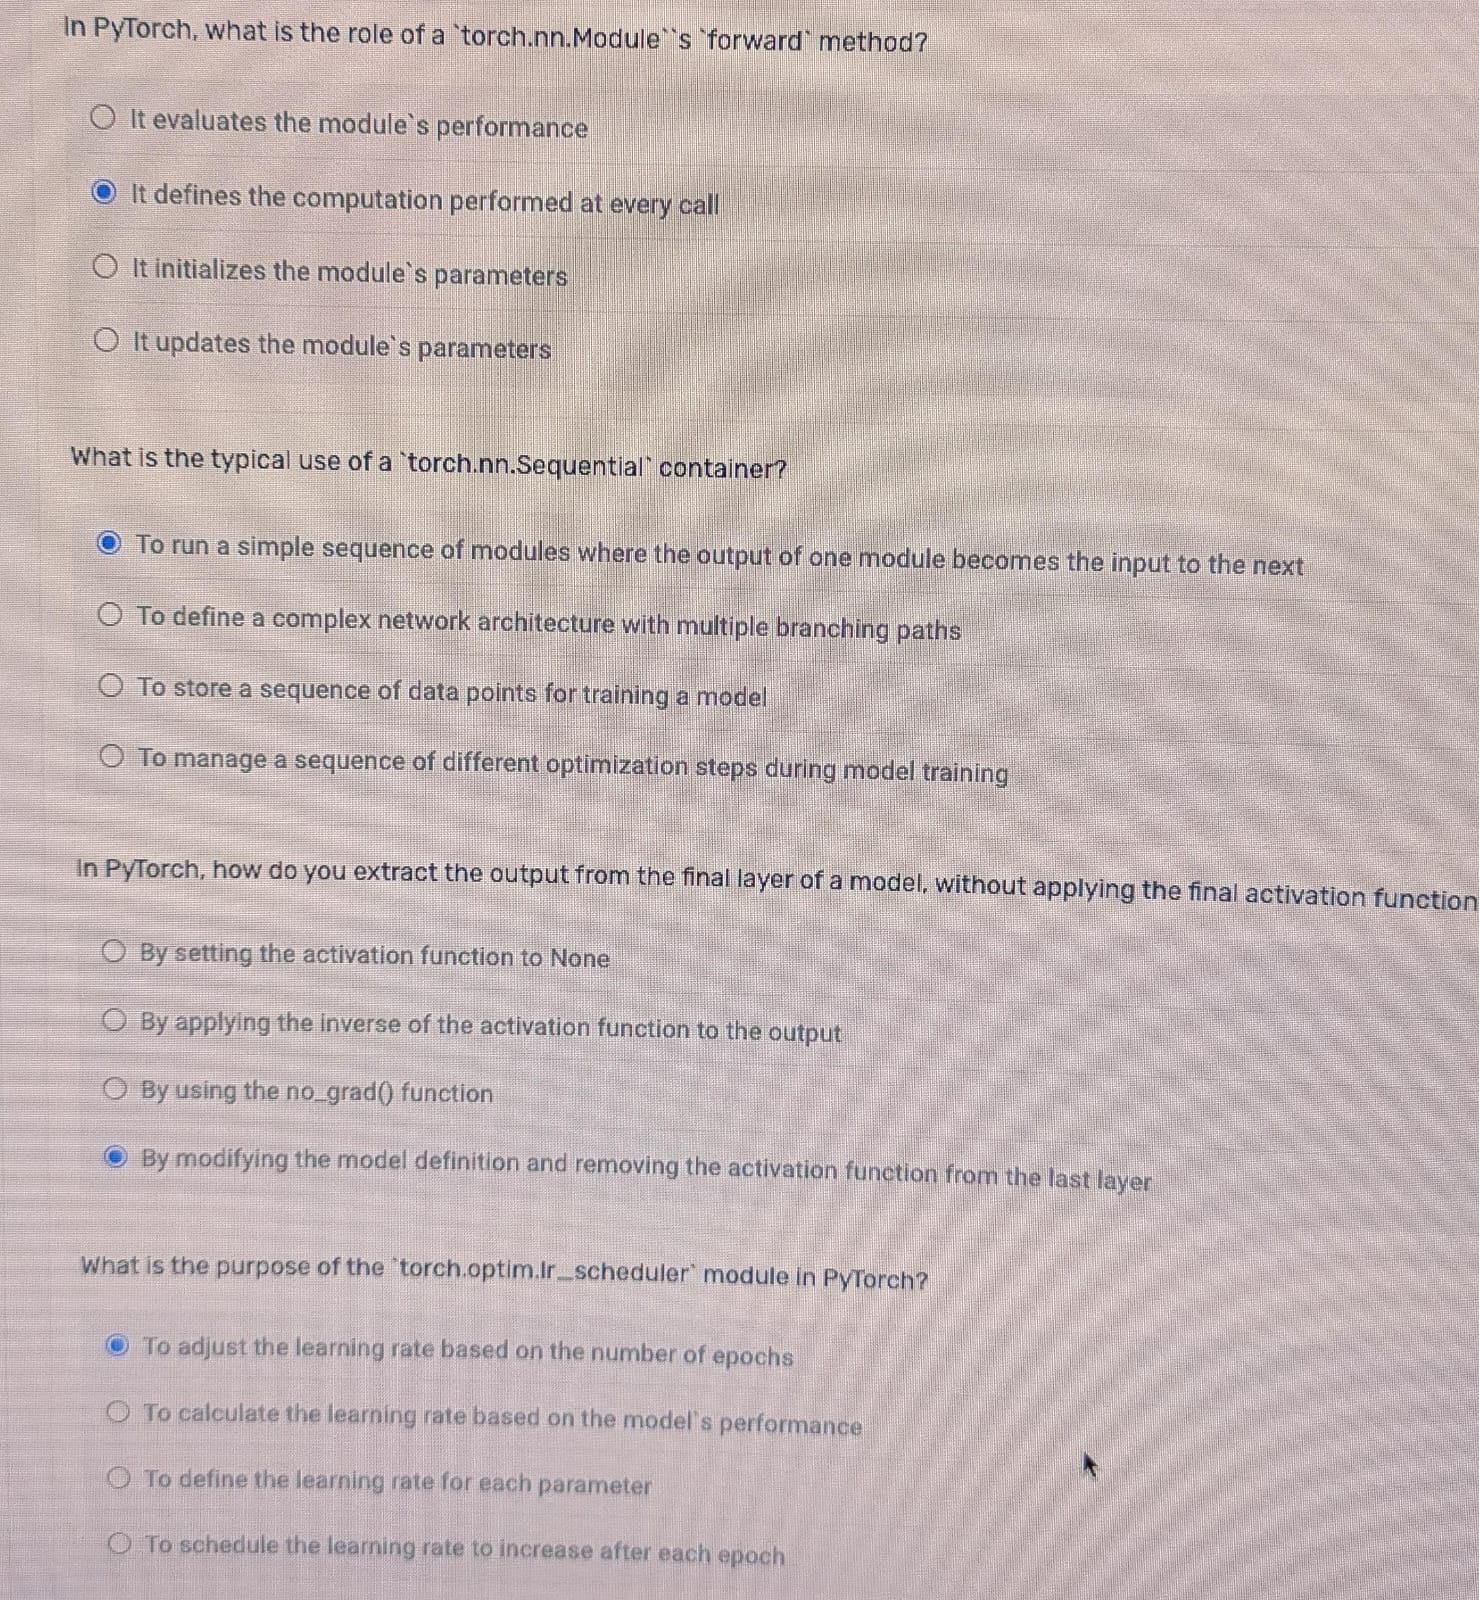 In PyTorch, what is the role of a `torch.nn.Module``s `forward` method?
It evaluates the module`s performance
It defines the computation performed at every call
It initializes the module`s parameters
It updates the module`s parameters
What is the typical use of a `torch.nn.Sequential` container?
To run a simple sequence of modules where the output of one module becomes the input to the next
To define a complex network architecture with multiple branching paths
To store a sequence of data points for training a model
To manage a sequence of different optimization steps during model training
In PyTorch, how do you extract the output from the final layer of a model, without applying the final activation function
By setting the activation function to None
By applying the inverse of the activation function to the output
By using the no_grad() function
By modifying the model definition and removing the activation function from the last layer
What is the purpose of the `torch.optim.lr_scheduler` module in PyTorch?
To adjust the learning rate based on the number of epochs
To calculate the learning rate based on the model`s performance
To define the learning rate for each parameter
To schedule the learning rate to increase after each epoch